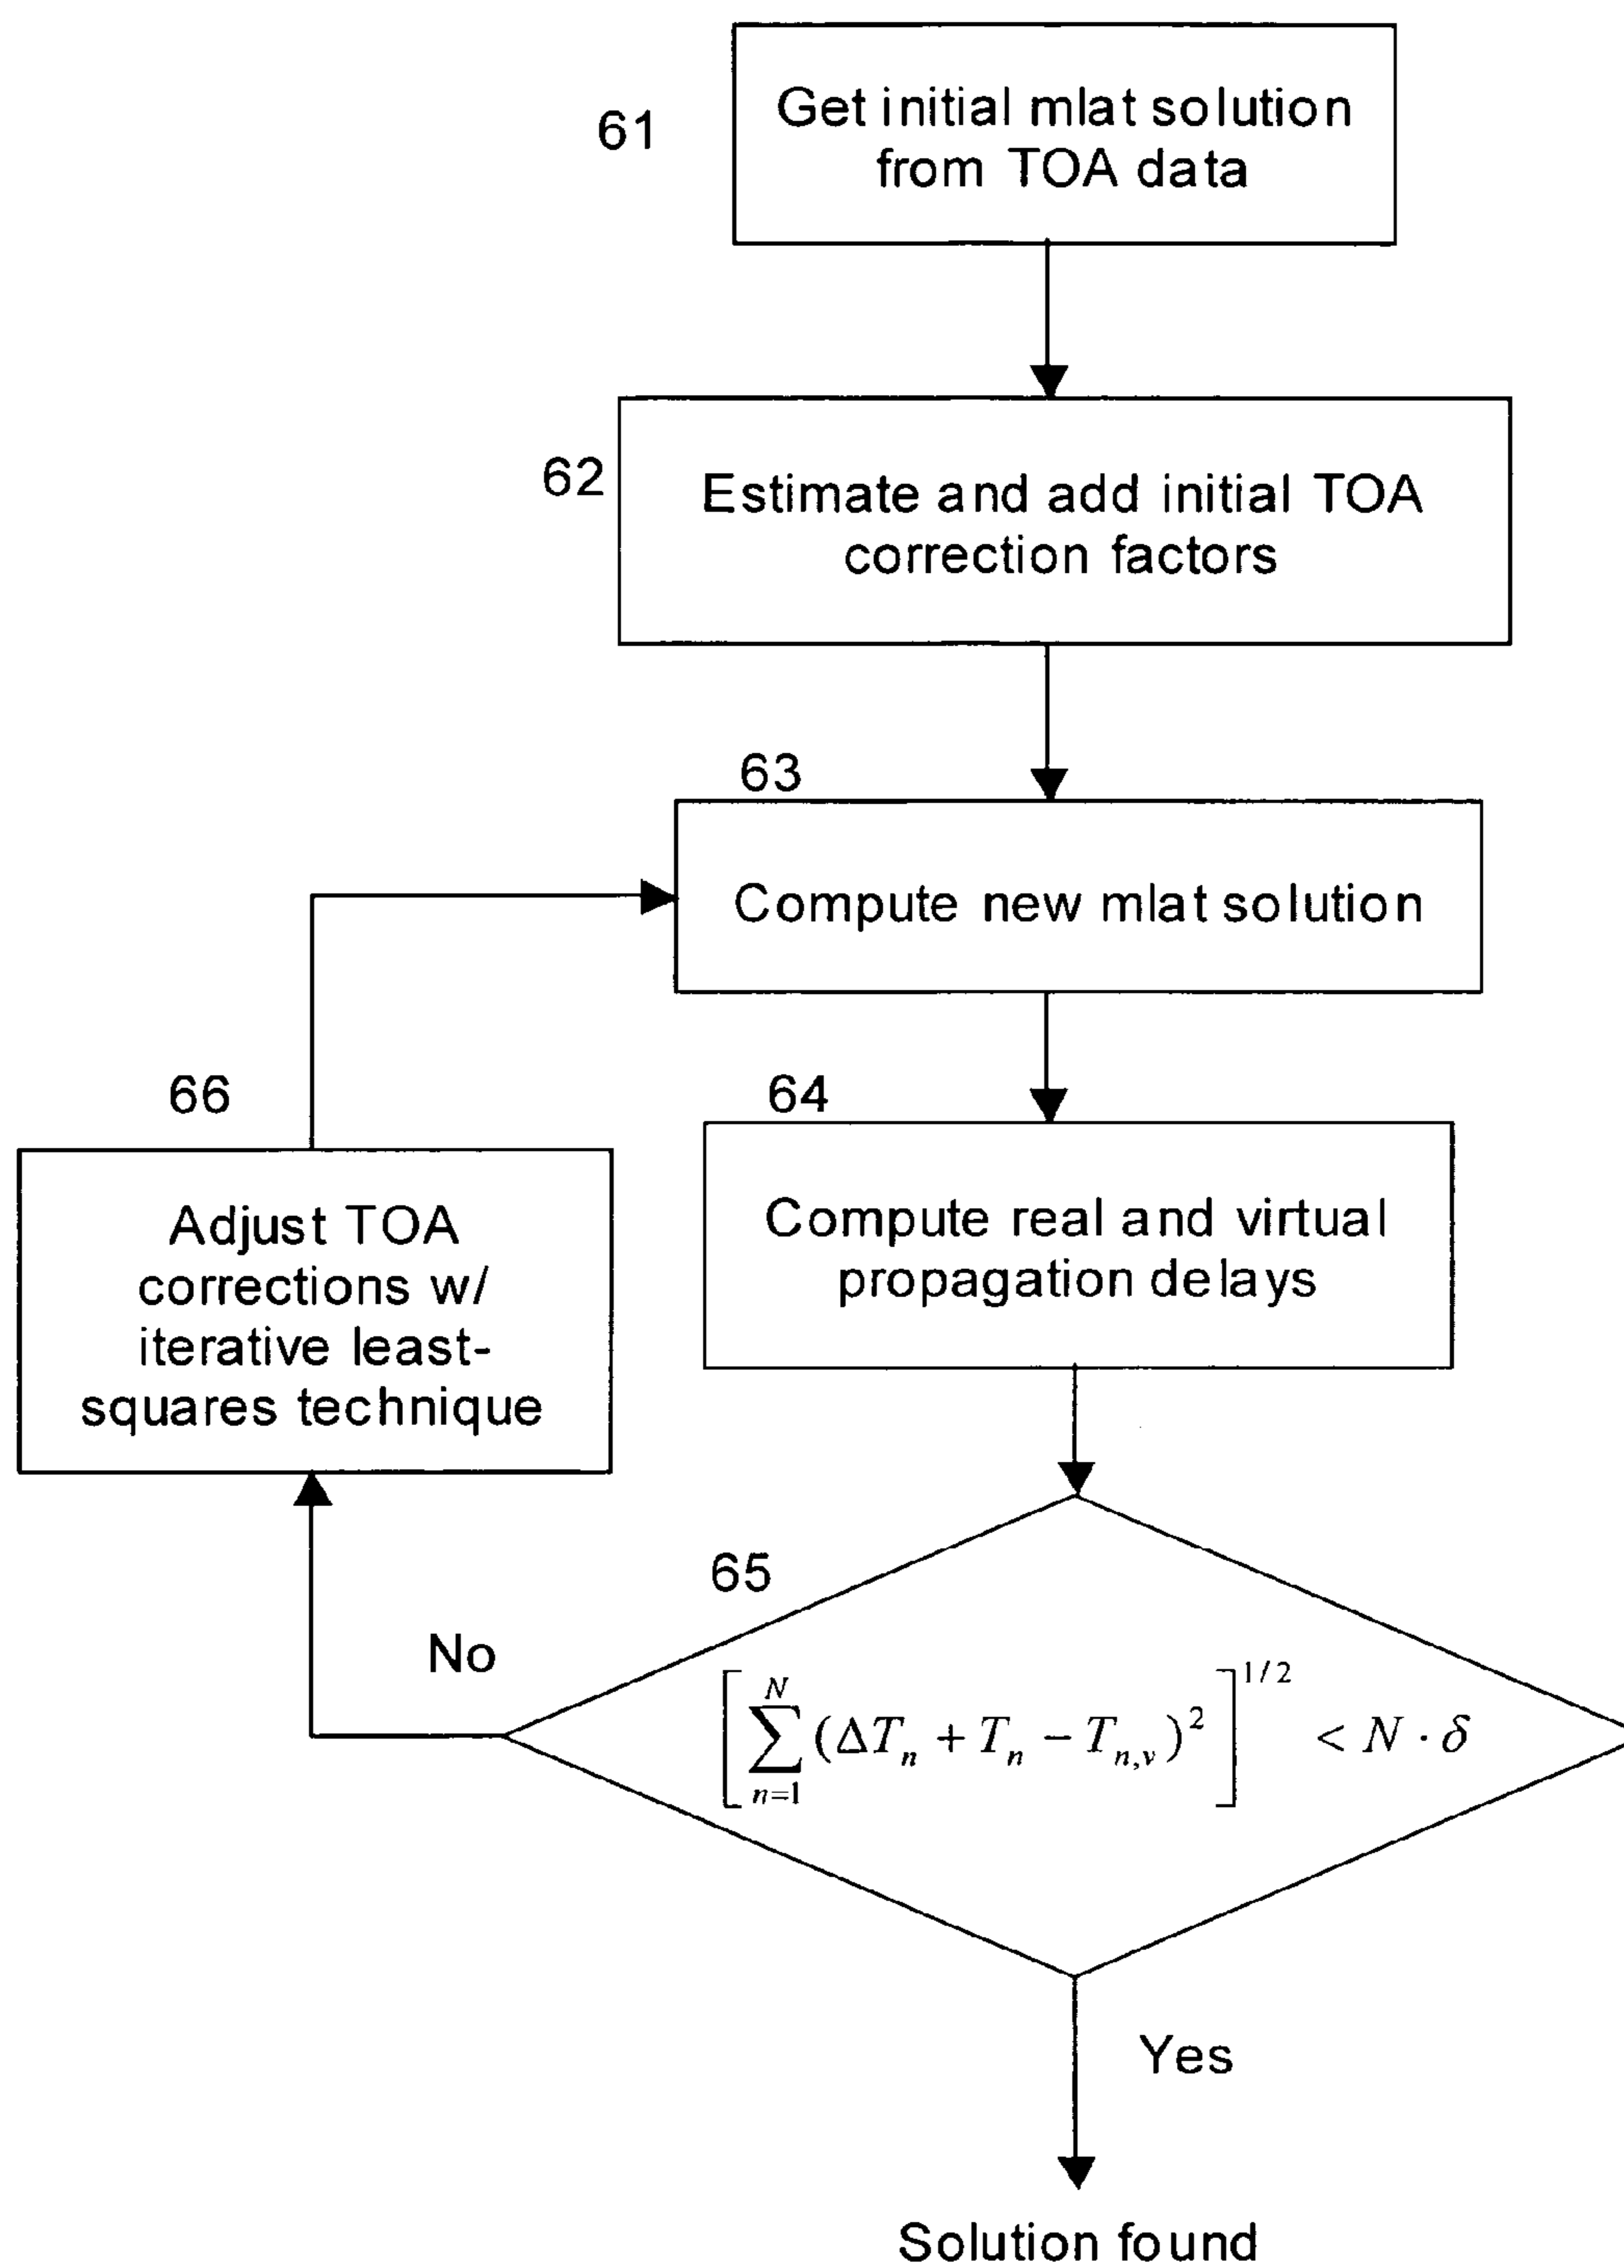 61
Get initial mlat solution
from TOA data
62
Estimate and add initial TOA
correction factors
63
Compute new mlat solution
66
64
Adjust TOA
corrections w/
iterative least-
squares technique
Compute real and virtual
propagation delays
65
No
[∑_{n=1}^{N} (ΔT_n + T_n − T_{n,v})^2]^{1/2} < N · δ
Yes
Solution found